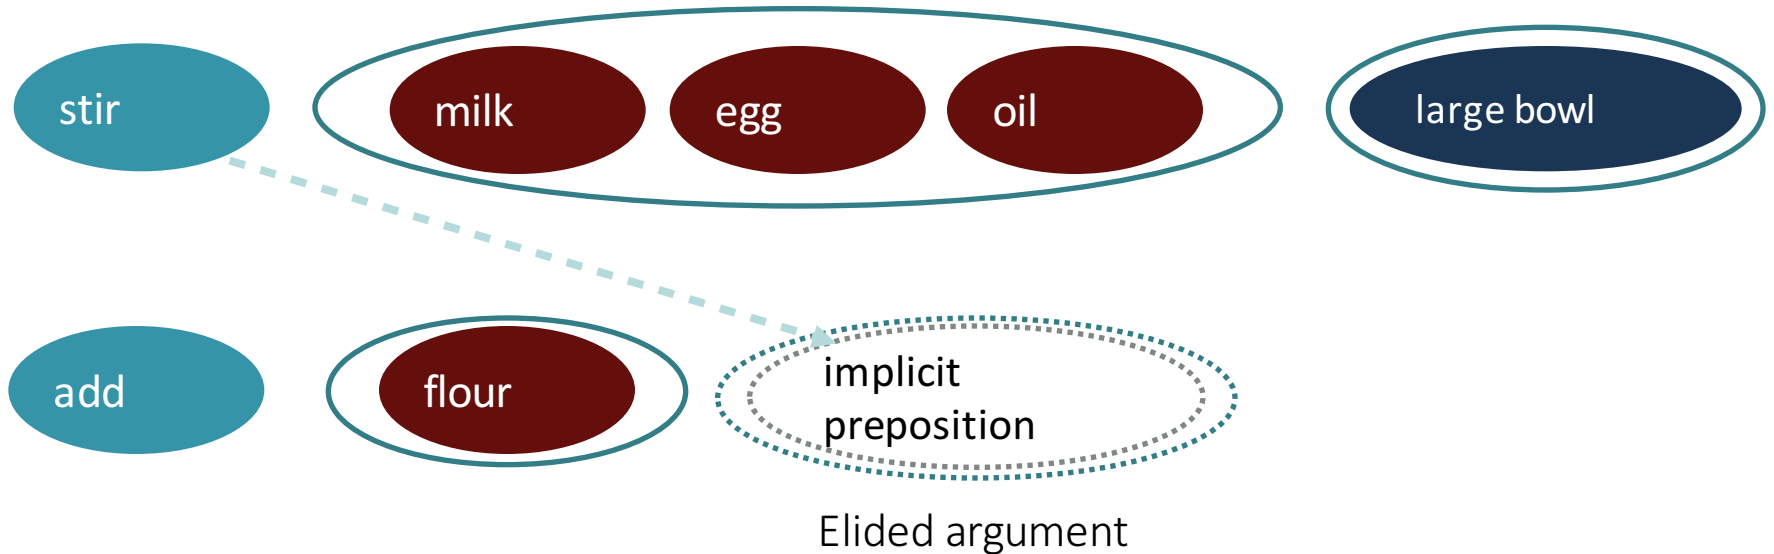 stir milk egg oil large bowl
add flour implicit
preposition
Elided argument